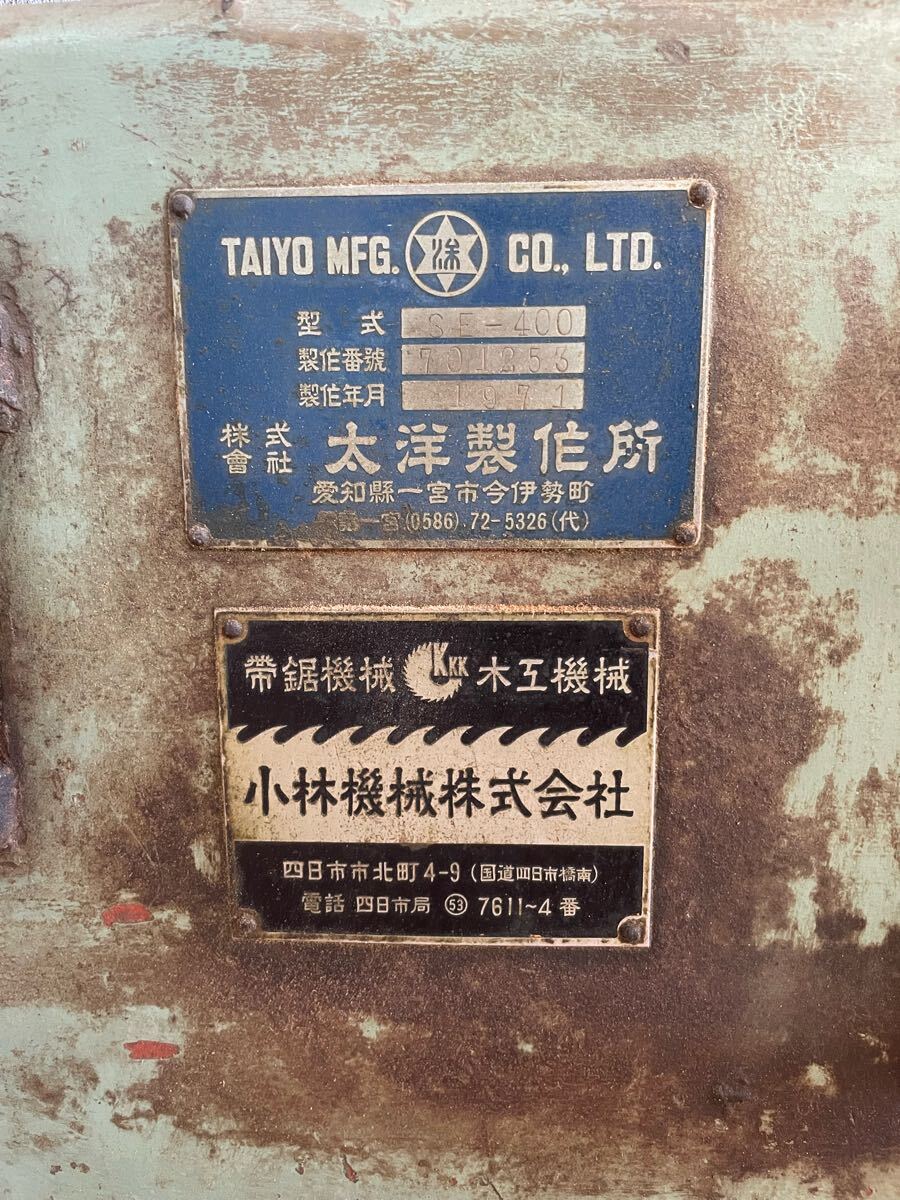 TAIYO MFG. CO., LTD.
型式 SE-400
製作番號 701253
製作年月 1971
株式會社 太洋製作所
愛知縣一宮市今伊勢町
電話一宮(0586).72-5326(代)
帶鋸機械 KKK 木工機械
小林機械株式会社
四日市市北町4-9(国道四日市橋南)
電話 四日市局 53 7611~4番